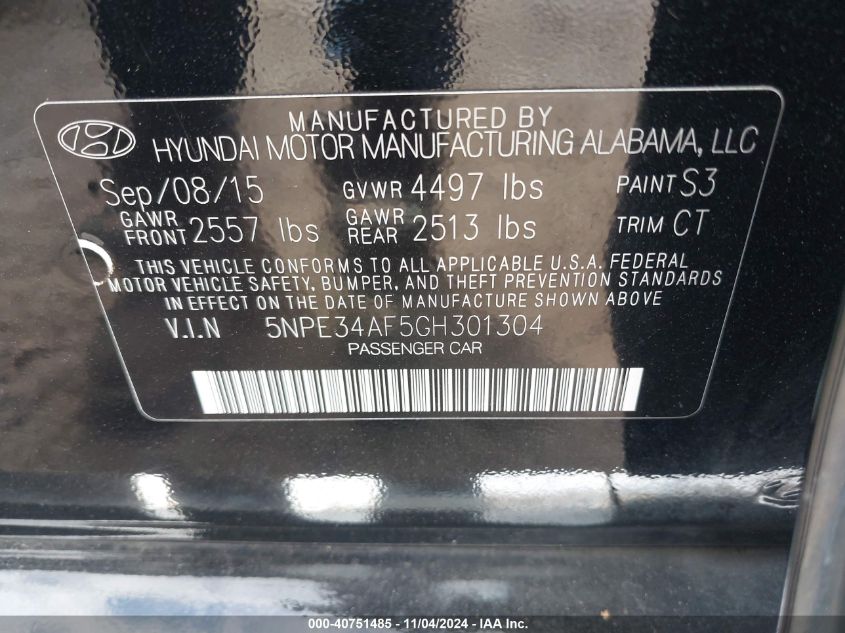 MANUFACTURED BY
HYUNDAI MOTOR MANUFACTURING ALABAMA, LLC
Sep/08/15 GVWR 4497 lbs PAINT S3
GAWR FRONT 2557 lbs GAWR REAR 2513 lbs TRIM CT
THIS VEHICLE CONFORMS TO ALL APPLICABLE U.S.A. FEDERAL
MOTOR VEHICLE SAFETY, BUMPER, AND THEFT PREVENTION STANDARDS
IN EFFECT ON THE DATE OF MANUFACTURE SHOWN ABOVE
V.I.N 5NPE34AF5GH301304
PASSENGER CAR
000-40751485 - 11/04/2024 - IAA Inc.